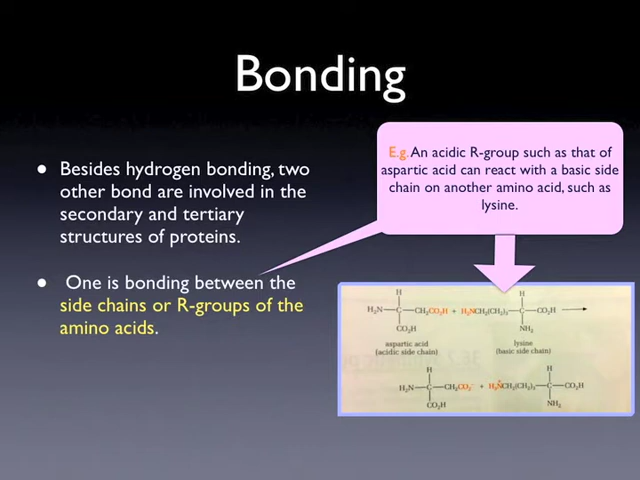 Bonding
Besides hydrogen bonding, two
other bond are involved in the
secondary and tertiary
structures of proteins.
One is bonding between the
side chains or R-groups of the
amino acids.
E.g. An acidic R-group such as that of
aspartic acid can react with a basic side
chain on another amino acid, such as
lysine.
H H
H₂N—C—CH₂CO₂H + H₂NCH₂(CH₂)₃—C—CO₂H
CO₂H NH₂
aspartic acid lysine
(acidic side chain) (basic side chain)
H H
H₂N—C—CH₂CO₂⁻ + H₃N⁺CH₂(CH₂)₃—C—CO₂H
CO₂H NH₂